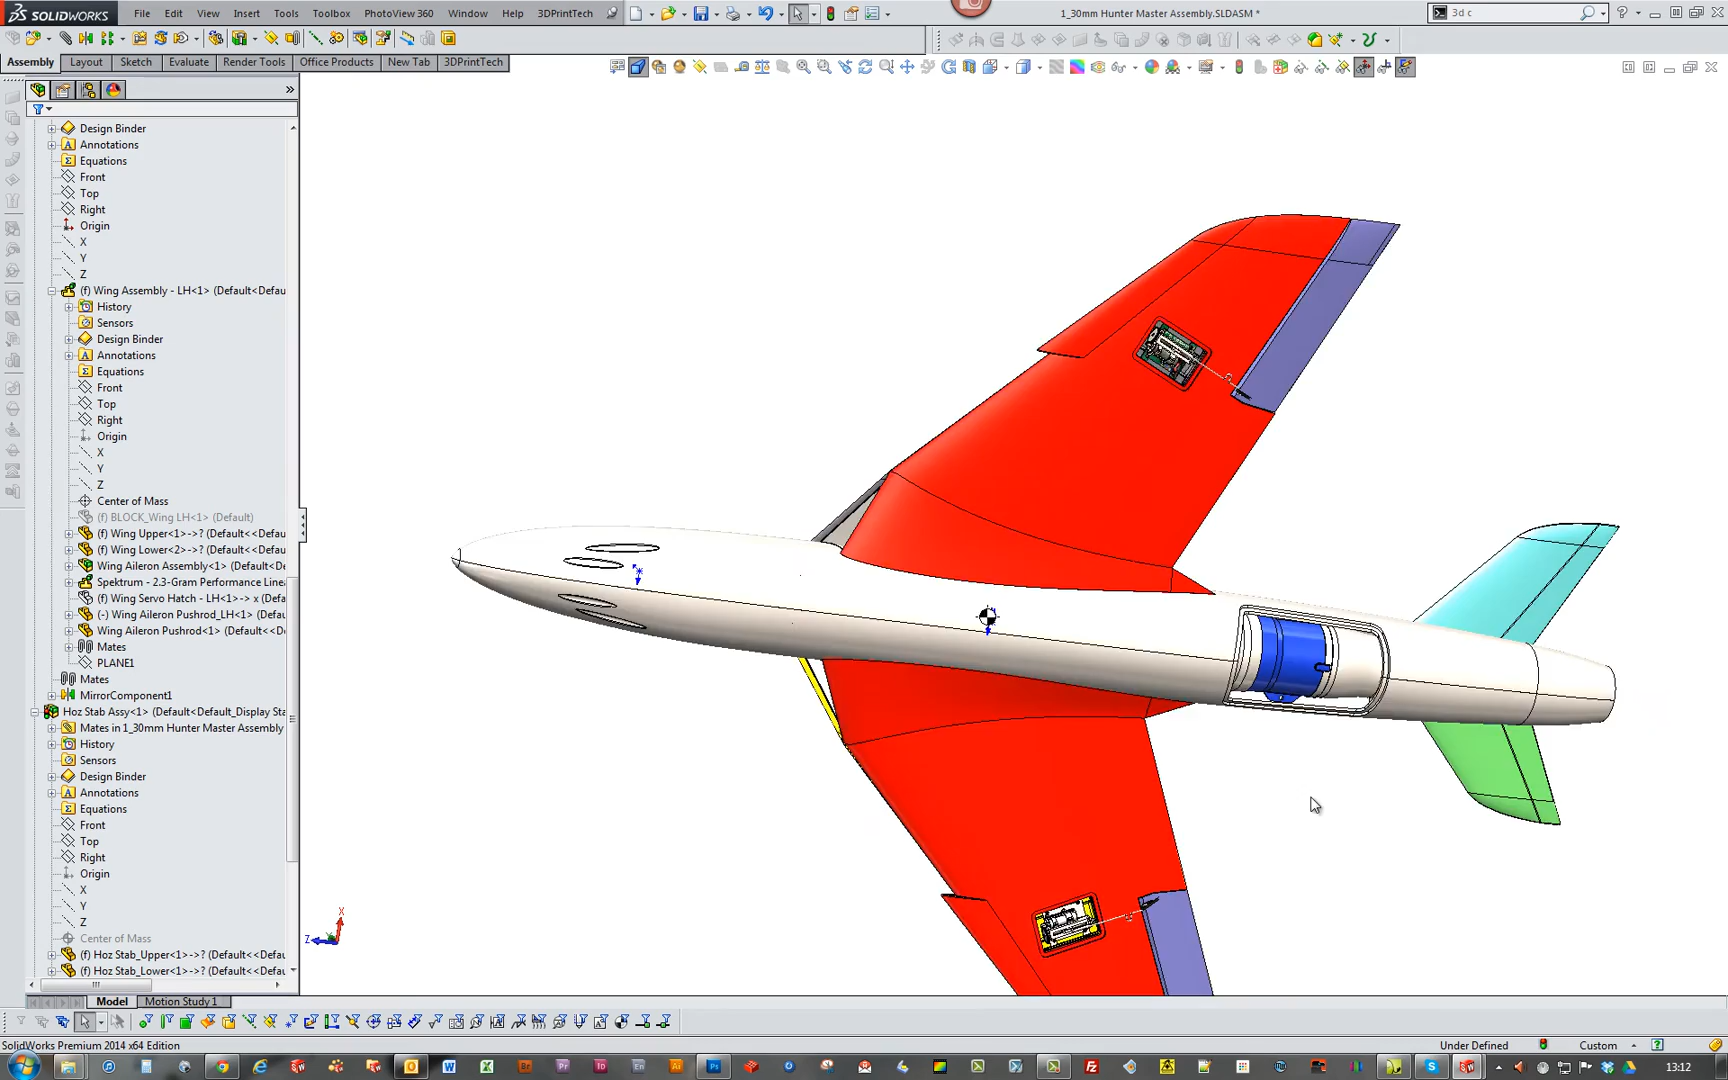 SOLIDWORKS File Edit View Insert Tools Toolbox PhotoView 360 Window Help 3DPrintTech 1_30mm Hunter Master Assembly.SLDASM * 3d c
Assembly Layout Sketch Evaluate Render Tools Office Products New Tab 3DPrintTech
Design Binder
Annotations
Equations
Front
Top
Right
Origin
X
Y
Z
(f) Wing Assembly - LH<1> (Default<Defau
History
Sensors
Design Binder
Annotations
Equations
Front
Top
Right
Origin
X
Y
Z
Center of Mass
(f) BLOCK_Wing LH<1> (Default)
(f) Wing Upper<1>->? (Default<<Defau
(f) Wing Lower<2>->? (Default<<Defau
Wing Aileron Assembly<1> (Default<
Spektrum - 2.3-Gram Performance Line
(f) Wing Servo Hatch - LH<1>-> x (Defau
(-) Wing Aileron Pushrod_LH<1> (Defau
Wing Aileron Pushrod<1> (Default<<De
Mates
PLANE1
Mates
MirrorComponent1
Hoz Stab Assy<1> (Default<Default_Display Sta
Mates in 1_30mm Hunter Master Assembly
History
Sensors
Design Binder
Annotations
Equations
Front
Top
Right
Origin
X
Y
Z
Center of Mass
(f) Hoz Stab_Upper<1>->? (Default<<Defau
(f) Hoz Stab_Lower<1>->? (Default<<Defau
X
Z
Model Motion Study 1
SolidWorks Premium 2014 x64 Edition Under Defined Custom
13:12